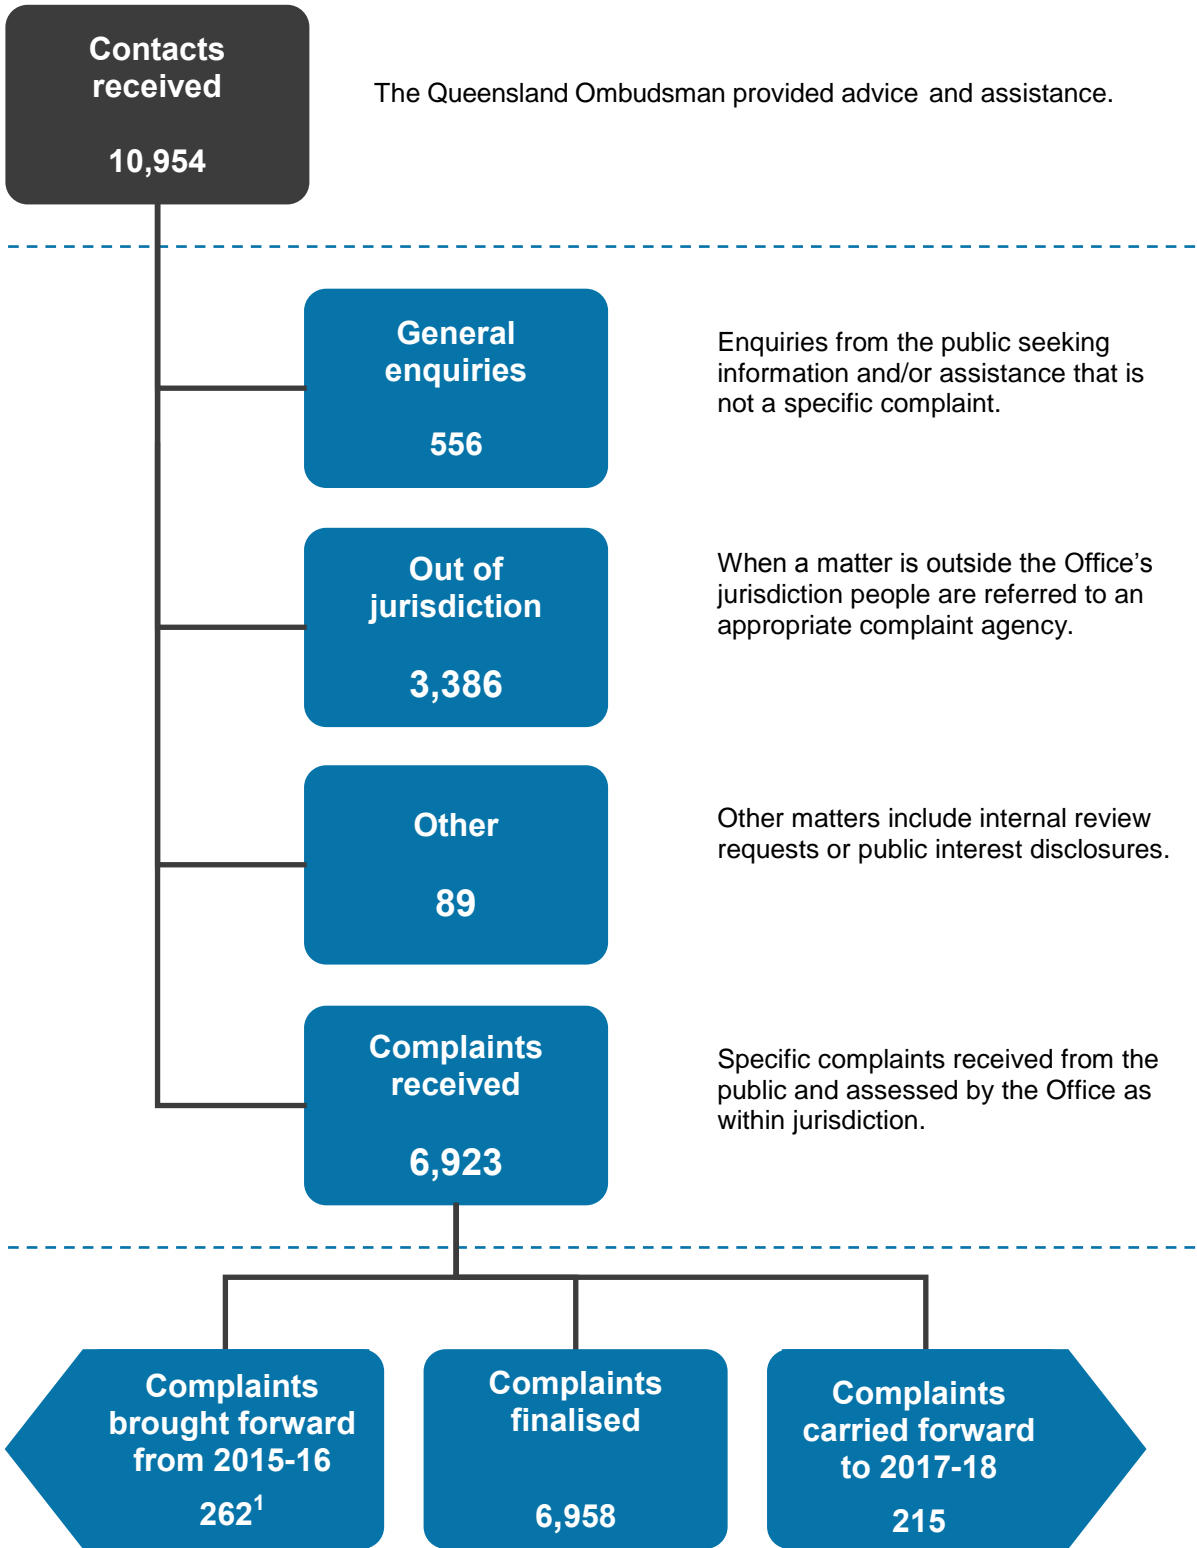 Contacts
received
10,954
The Queensland Ombudsman provided advice and assistance.
General
enquiries
556
Enquiries from the public seeking
information and/or assistance that is
not a specific complaint.
Out of
jurisdiction
3,386
When a matter is outside the Office’s
jurisdiction people are referred to an
appropriate complaint agency.
Other
89
Other matters include internal review
requests or public interest disclosures.
Complaints
received
6,923
Specific complaints received from the
public and assessed by the Office as
within jurisdiction.
Complaints
brought forward
from 2015-16
262¹
Complaints
finalised
6,958
Complaints
carried forward
to 2017-18
215